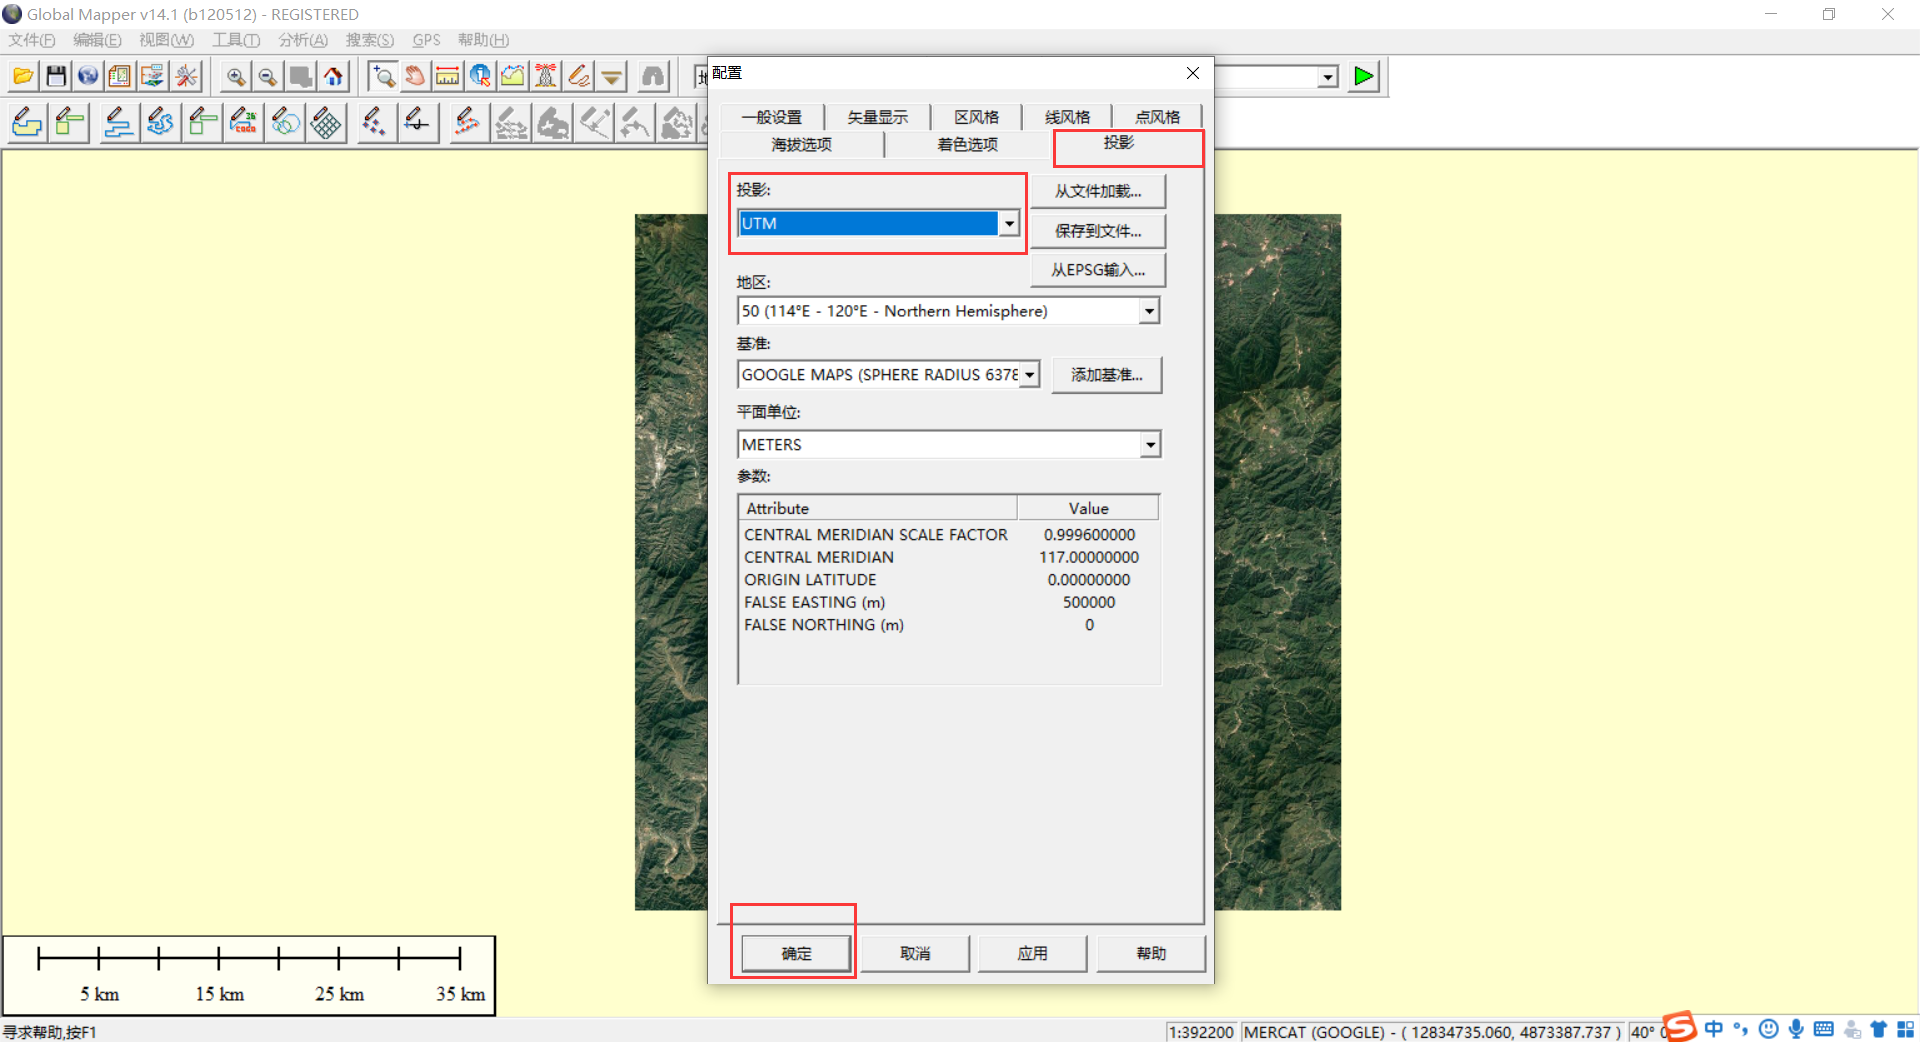 Global Mapper v14.1 (b120512) - REGISTERED
文件(F) 编辑(E) 视图(W) 工具(T) 分析(A) 搜索(S) GPS 帮助(H)
配置
一般设置 矢量显示 区风格 线风格 点风格
海拔选项 着色选项 投影
投影:
UTM
从文件加载...
保存到文件...
从EPSG输入...
地区:
50 (114°E - 120°E - Northern Hemisphere)
基准:
GOOGLE MAPS (SPHERE RADIUS 6378
添加基准...
平面单位:
METERS
参数:
Attribute Value
CENTRAL MERIDIAN SCALE FACTOR 0.999600000
CENTRAL MERIDIAN 117.00000000
ORIGIN LATITUDE 0.00000000
FALSE EASTING (m) 500000
FALSE NORTHING (m) 0
确定 取消 应用 帮助
5 km 15 km 25 km 35 km
寻求帮助,按F1
1:392200 MERCAT (GOOGLE) - ( 12834735.060, 4873387.737 ) 40°
中